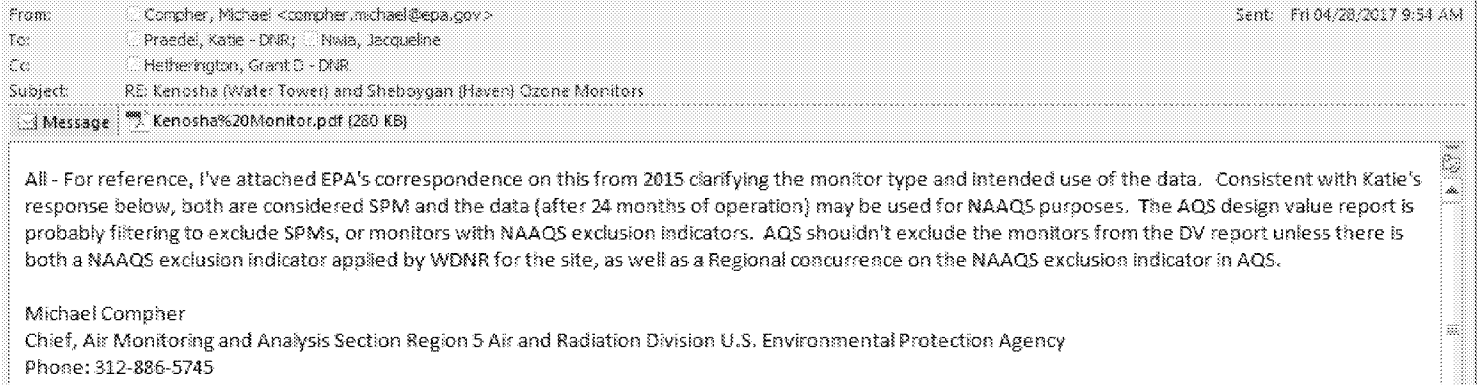 From: Compher, Michael <compher.michael@epa.gov> Sent: Fri 04/28/2017 9:54 AM
To: Praedel, Katie - DNR; Nwia, Jacqueline
Cc: Hetherington, Grant D - DNR
Subject: RE: Kenosha (Water Tower) and Sheboygan (Haven) Ozone Monitors
Message Kenosha%20Monitor.pdf (280 KB)
All - For reference, I've attached EPA's correspondence on this from 2015 clarifying the monitor type and intended use of the data. Consistent with Katie's
response below, both are considered SPM and the data (after 24 months of operation) may be used for NAAQS purposes. The AQS design value report is
probably filtering to exclude SPMs, or monitors with NAAQS exclusion indicators. AQS shouldn't exclude the monitors from the DV report unless there is
both a NAAQS exclusion indicator applied by WDNR for the site, as well as a Regional concurrence on the NAAQS exclusion indicator in AQS.
Michael Compher
Chief, Air Monitoring and Analysis Section Region 5 Air and Radiation Division U.S. Environmental Protection Agency
Phone: 312-886-5745